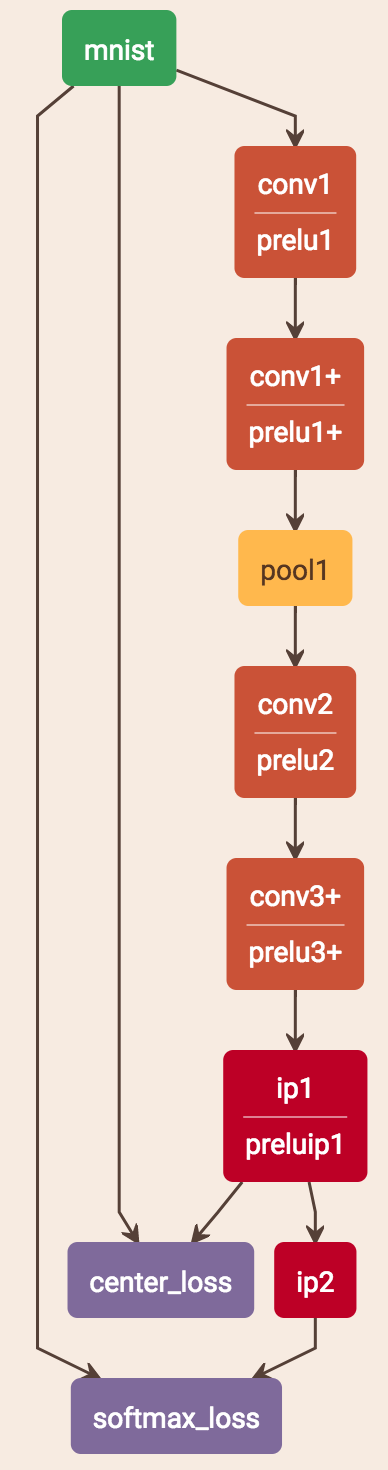 mnist
conv1
prelu1
conv1+
prelu1+
pool1
conv2
prelu2
conv3+
prelu3+
ip1
preluip1
center_loss
ip2
softmax_loss